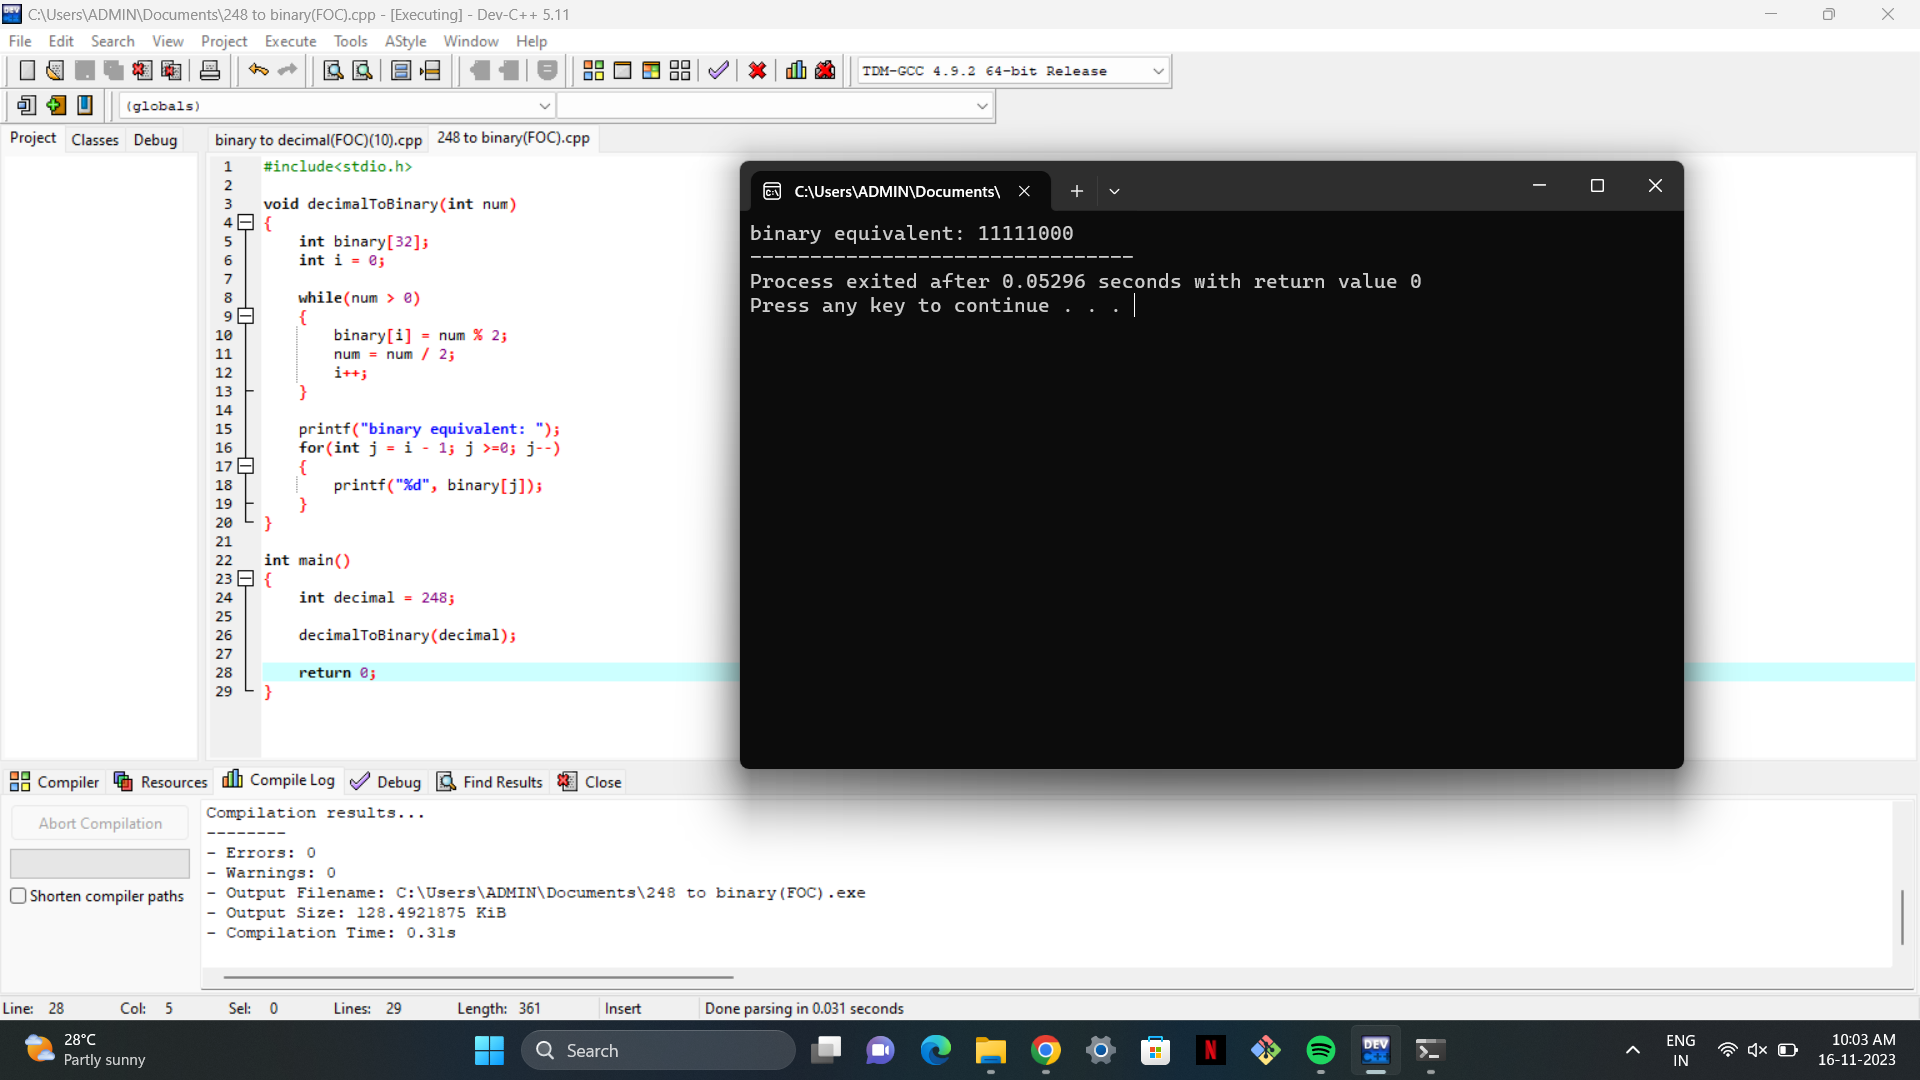 C:\Users\ADMIN\Documents\248 to binary(FOC).cpp - [Executing] - Dev-C++ 5.11
File Edit Search View Project Execute Tools AStyle Window Help
TDM-GCC 4.9.2 64-bit Release
(globals)
Project Classes Debug
binary to decimal(FOC)(10).cpp 248 to binary(FOC).cpp
1 #include<stdio.h>
2
3 void decimalToBinary(int num)
4 {
5 int binary[32];
6 int i = 0;
7
8 while(num > 0)
9 {
10 binary[i] = num % 2;
11 num = num / 2;
12 i++;
13 }
14
15 printf("binary equivalent: ");
16 for(int j = i - 1; j >=0; j--)
17 {
18 printf("%d", binary[j]);
19 }
20 }
21
22 int main()
23 {
24 int decimal = 248;
25
26 decimalToBinary(decimal);
27
28 return 0;
29 }
C:\Users\ADMIN\Documents\
binary equivalent: 11111000
--------------------------------
Process exited after 0.05296 seconds with return value 0
Press any key to continue . . .
Compiler Resources Compile Log Debug Find Results Close
Abort Compilation
Shorten compiler paths
Compilation results...
--------
- Errors: 0
- Warnings: 0
- Output Filename: C:\Users\ADMIN\Documents\248 to binary(FOC).exe
- Output Size: 128.4921875 KiB
- Compilation Time: 0.31s
Line: 28 Col: 5 Sel: 0 Lines: 29 Length: 361 Insert Done parsing in 0.031 seconds
28°C
Partly sunny
Search
DEV
C++
ENG
IN
10:03 AM
16-11-2023